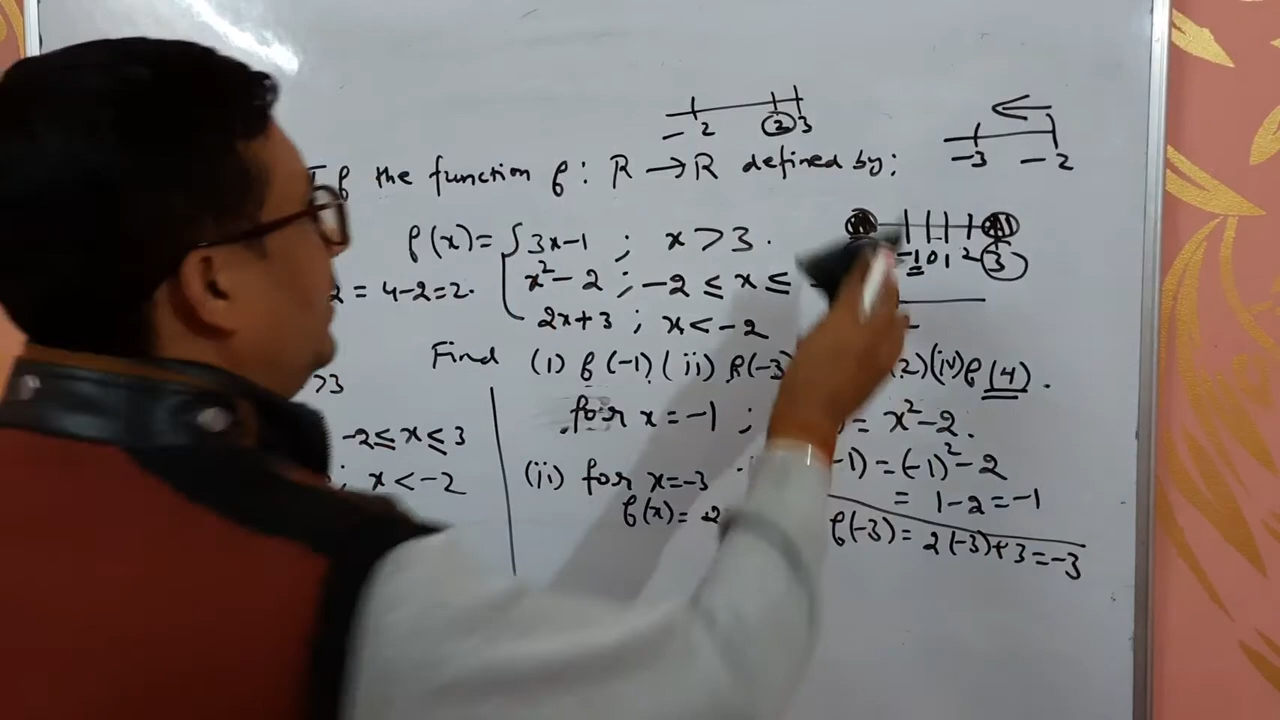 -2 2 3
-3 -2
If the function f: R → R defined by:
f(x) = { 3x-1 ; x > 3.
-1 0 1 2 3
x² - 2 ; -2 ≤ x ≤
2 = 4-2 = 2.
2x+3 ; x < -2
Find (i) f(-1) (ii) f(-3) (2) (iv) f(4).
>3
for x = -1 ; = x² - 2.
-2 ≤ x ≤ 3
-1) = (-1)² - 2
; x < -2
(ii) for x = -3
= 1 - 2 = -1
f(x) = 2
f(-3) = 2(-3)+3 = -3